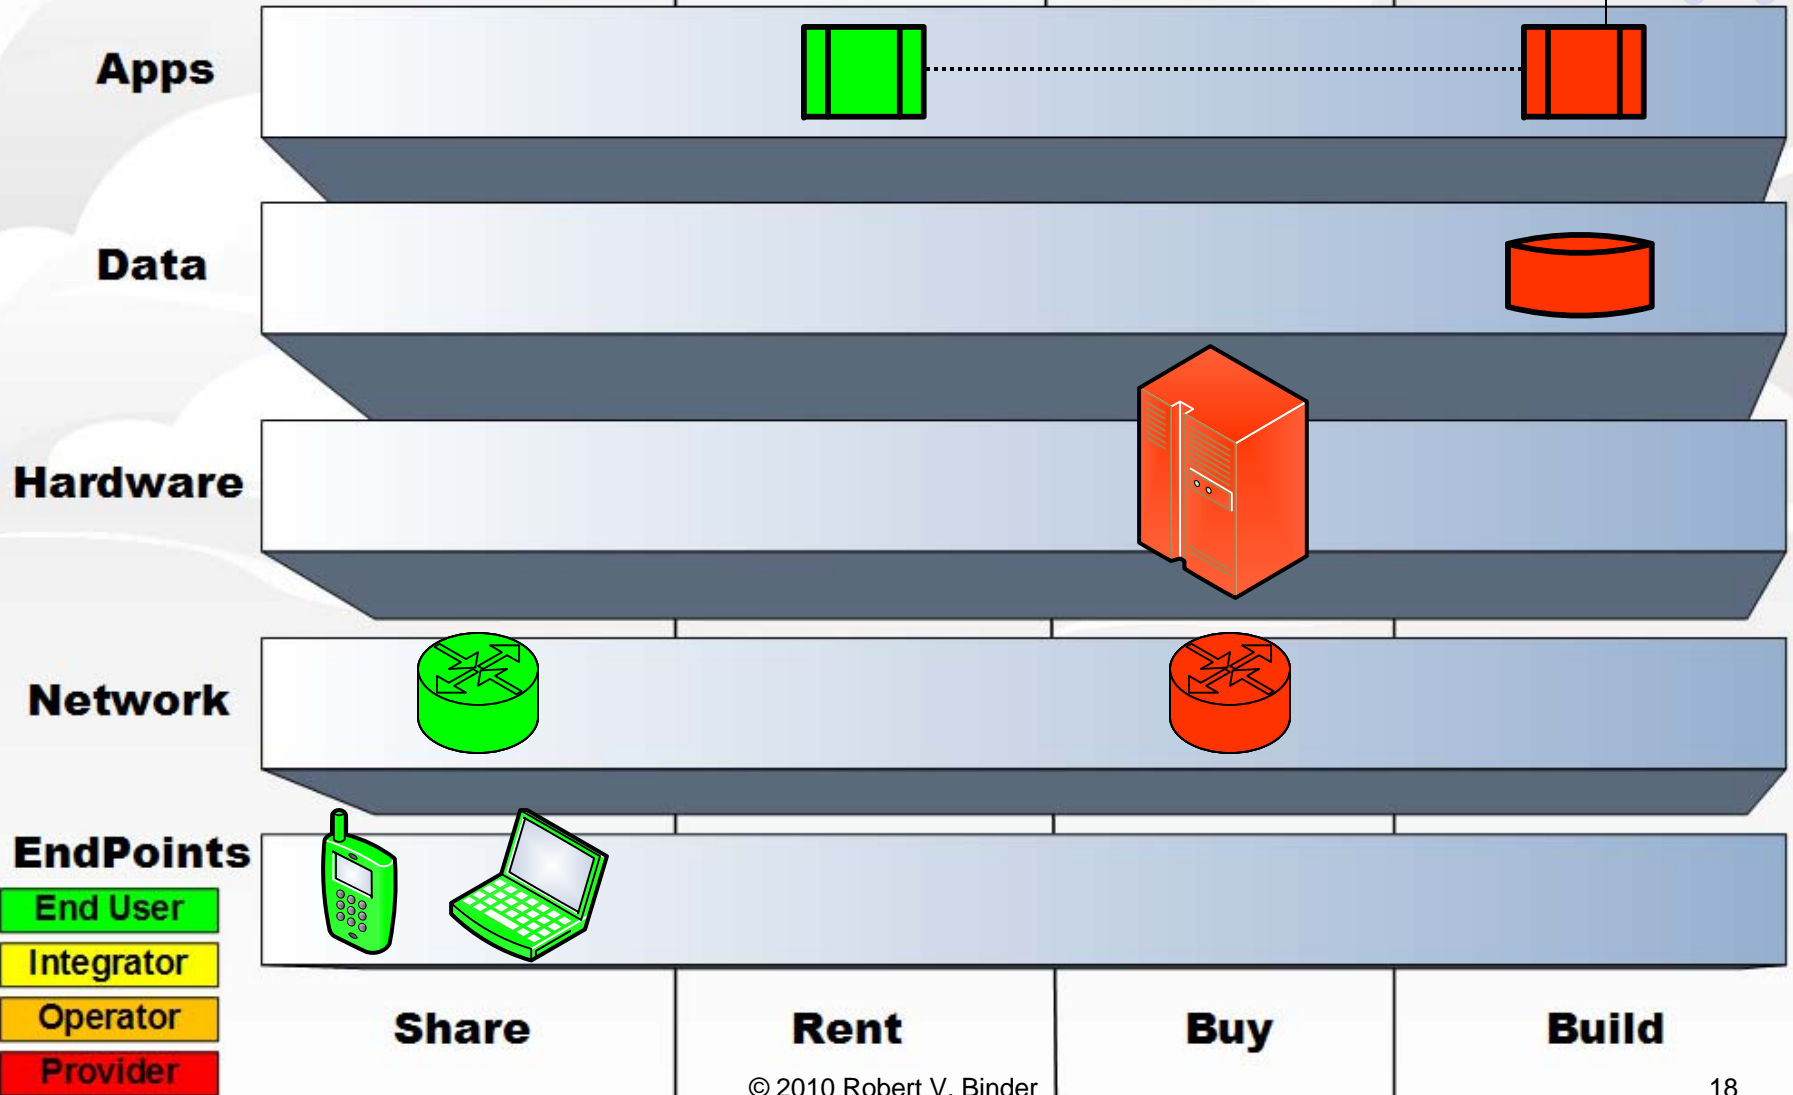 Apps
Data
Hardware
Network
EndPoints
End User
Integrator
Operator
Provider
Share Rent Buy Build
© 2010 Robert V. Binder
18